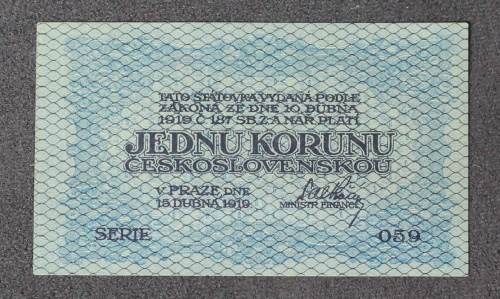 TATO STÁTOVKA VYDANÁ PODLE
ZÁKONA ZE DNE 10. DUBNA
1919 Č. 187 SB. Z. A NAŘ. PLATÍ
JEDNU KORUNU
ČESKOSLOVENSKOU
V PRAZE DNE
15. DUBNA 1919.
MINISTR FINANCÍ
SERIE 059